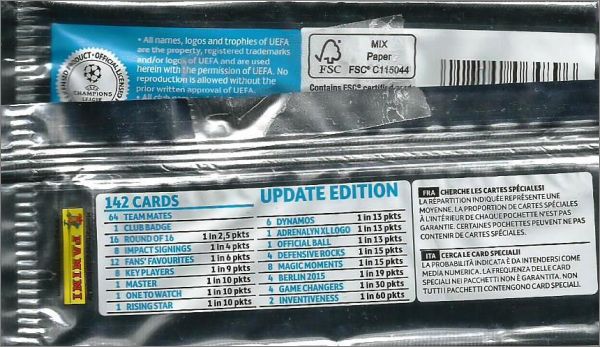 • All names, logos and trophies of UEFA
are the property, registered trademarks
and/or logos of UEFA and are used
herein with the permission of UEFA. No
reproduction is allowed without the
prior written approval of UEFA.
CHAMPIONS
LEAGUE
FSC
MIX
Paper
FSC® C115044
PANINI
142 CARDS
UPDATE EDITION
64 TEAM MATES
1 CLUB BADGE
16 ROUND OF 16 1 in 2,5 pkts
8 IMPACT SIGNINGS 1 in 4 pkts
12 FANS' FAVOURITES 1 in 6 pkts
8 KEY PLAYERS 1 in 9 pkts
1 MASTER 1 in 10 pkts
1 ONE TO WATCH 1 in 10 pkts
1 RISING STAR 1 in 10 pkts
6 DYNAMOS 1 in 13 pkts
1 ADRENALYN XL LOGO 1 in 13 pkts
1 OFFICIAL BALL 1 in 13 pkts
4 DEFENSIVE ROCKS 1 in 15 pkts
8 MAGIC MOMENTS 1 in 15 pkts
4 BERLIN 2015 1 in 19 pkts
4 GAME CHANGERS 1 in 30 pkts
2 INVENTIVENESS 1 in 60 pkts
FRA CHERCHE LES CARTES SPÉCIALES!
LA RÉPARTITION INDIQUÉE REPRÉSENTE UNE
MOYENNE. LA PROPORTION DE CARTES SPÉCIALES
À L'INTÉRIEUR DE CHAQUE POCHETTE N'EST PAS
GARANTIE. CERTAINES POCHETTES PEUVENT NE PAS
CONTENIR DE CARTES SPÉCIALES.
ITA CERCA LE CARD SPECIALI!
LA PROBABILITÀ INDICATA È DA INTENDERSI COME
MEDIA NUMERICA. LA FREQUENZA DELLE CARD
SPECIALI NEI PACCHETTI NON È GARANTITA. NON
TUTTI I PACCHETTI CONTENGONO CARD SPECIALI.